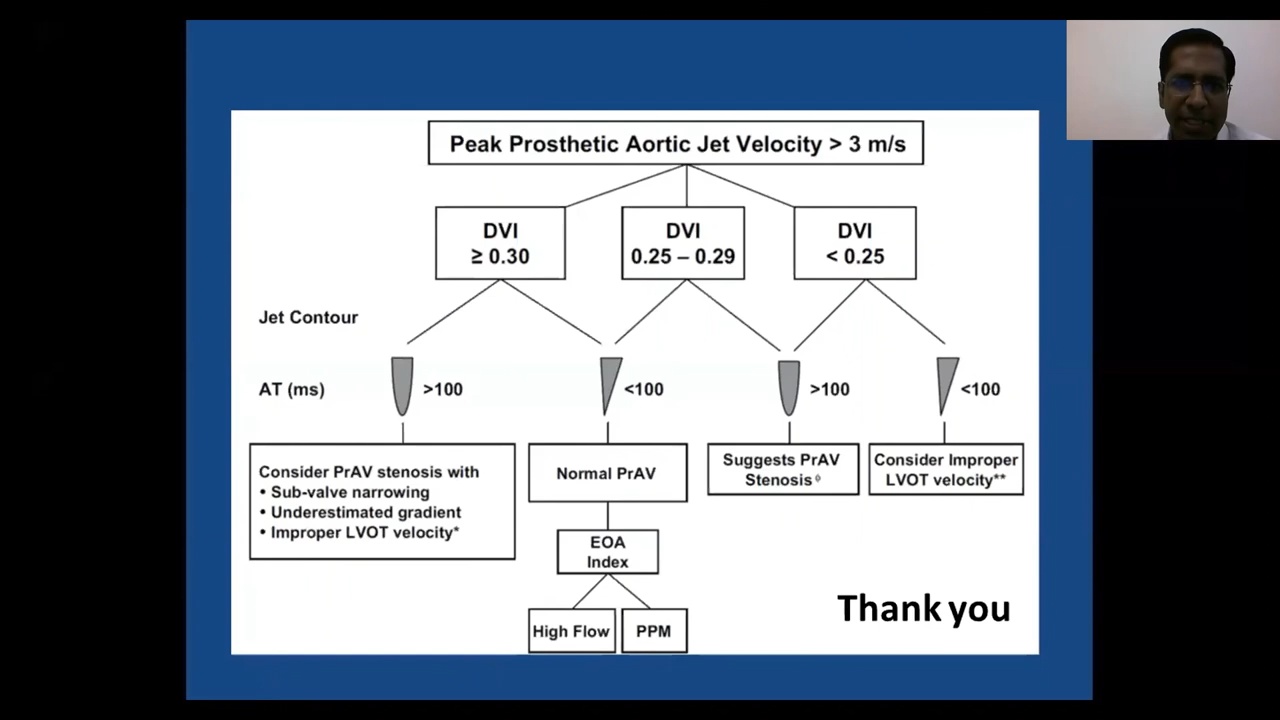 Peak Prosthetic Aortic Jet Velocity > 3 m/s
DVI
≥ 0.30
DVI
0.25 – 0.29
DVI
< 0.25
Jet Contour
AT (ms)
>100
<100
>100
<100
Consider PrAV stenosis with
• Sub-valve narrowing
• Underestimated gradient
• Improper LVOT velocity*
Normal PrAV
Suggests PrAV
Stenosis◊
Consider Improper
LVOT velocity**
EOA
Index
High Flow
PPM
Thank you